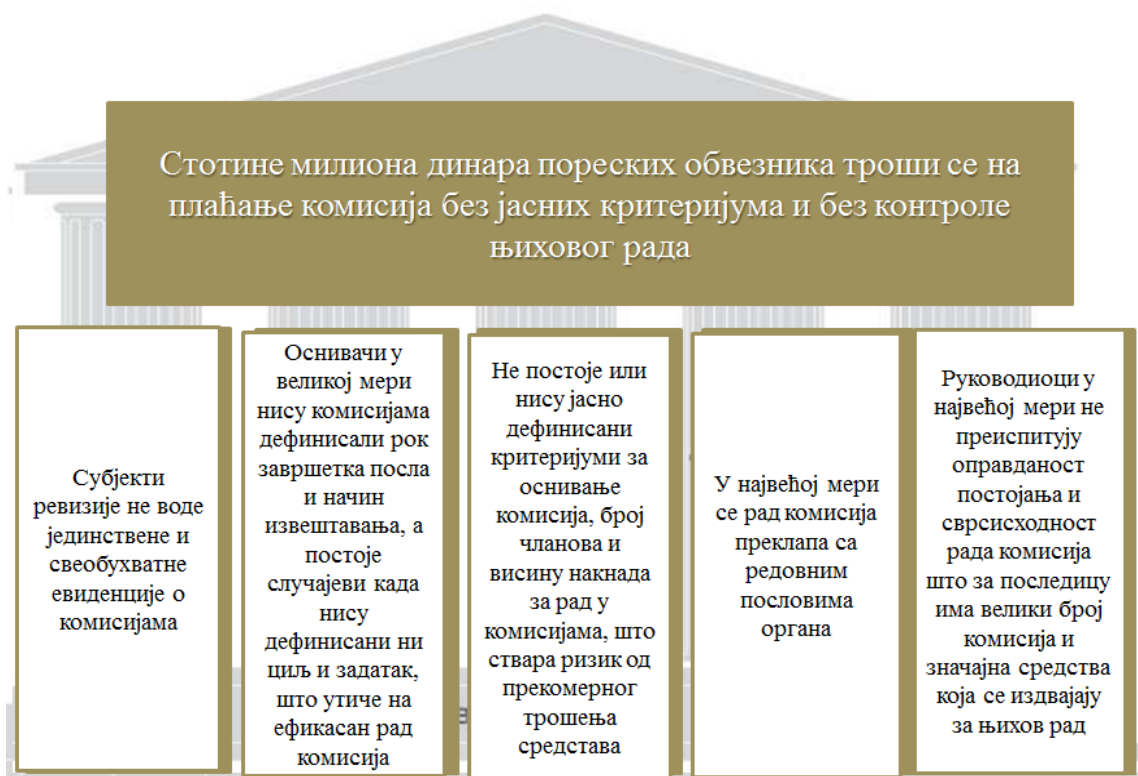 Стотине милиона динара пореских обвезника троши се на
плаћање комисија без јасних критеријума и без контроле
њиховог рада
Субјекти
ревизије не воде
јединствене и
свеобухватне
евиденције о
комисијама
Оснивачи у
великој мери
нису комисијама
дефинисали рок
завршетка посла
и начин
извештавања, а
постоје
случајеви када
нису
дефинисани ни
циљ и задатак,
што утиче на
ефикасан рад
комисија
Не постоје или
нису јасно
дефинисани
критеријуми за
оснивање
комисија, број
чланова и
висину накнада
за рад у
комисијама, што
ствара ризик од
прекомерног
трошења
средстава
У највећој мери
се рад комисија
преклапа са
редовним
пословима
органа
Руководиоци у
највећој мери не
преиспитују
оправданост
постојања и
сврсисходност
рада комисија
што за последицу
има велики број
комисија и
значајна средства
која се издвајају
за њихов рад